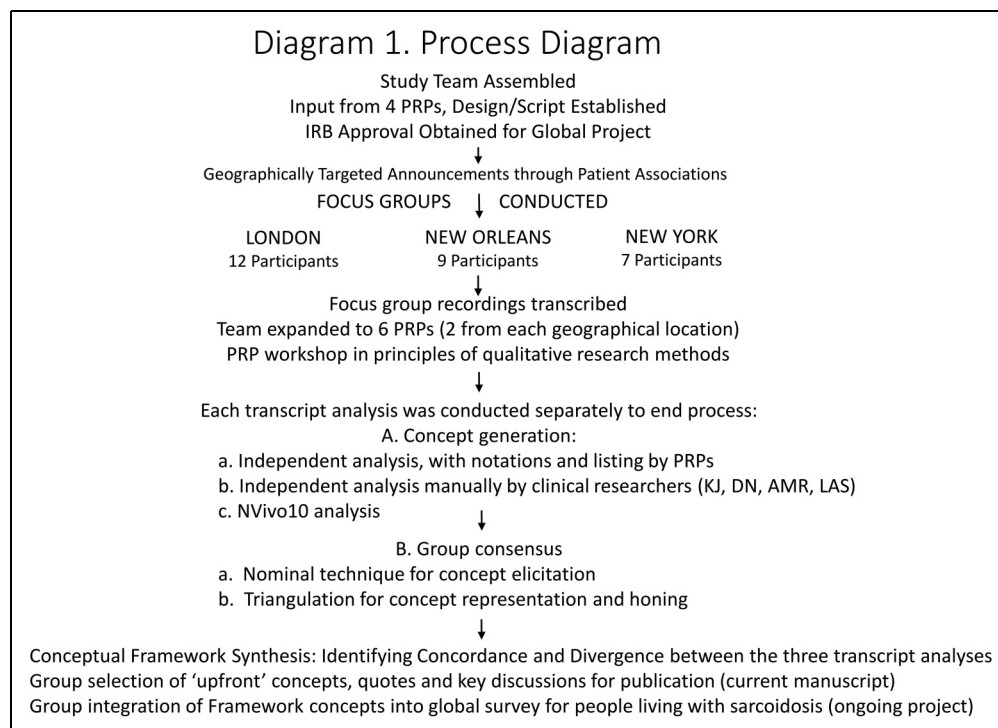 Diagram 1. Process Diagram
Study Team Assembled
Input from 4 PRPs, Design/Script Established
IRB Approval Obtained for Global Project
Geographically Targeted Announcements through Patient Associations
FOCUS GROUPS CONDUCTED
LONDON NEW ORLEANS NEW YORK
12 Participants 9 Participants 7 Participants
Focus group recordings transcribed
Team expanded to 6 PRPs (2 from each geographical location)
PRP workshop in principles of qualitative research methods
Each transcript analysis was conducted separately to end process:
A. Concept generation:
a. Independent analysis, with notations and listing by PRPs
b. Independent analysis manually by clinical researchers (KJ, DN, AMR, LAS)
c. NVivo10 analysis
B. Group consensus
a. Nominal technique for concept elicitation
b. Triangulation for concept representation and honing
Conceptual Framework Synthesis: Identifying Concordance and Divergence between the three transcript analyses
Group selection of ‘upfront’ concepts, quotes and key discussions for publication (current manuscript)
Group integration of Framework concepts into global survey for people living with sarcoidosis (ongoing project)